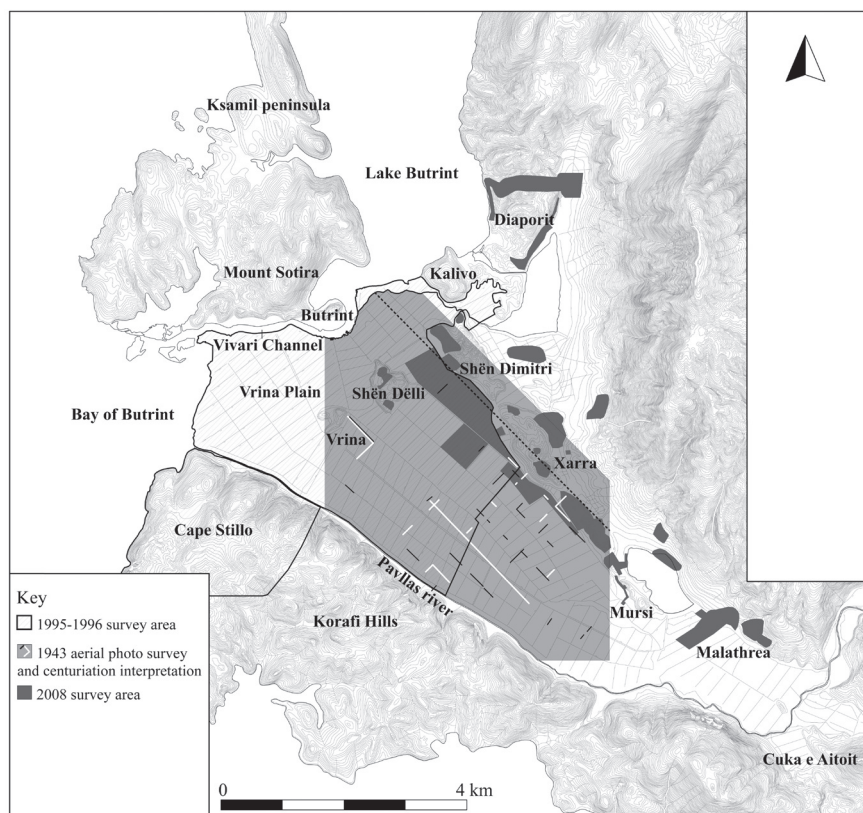 Ksamil peninsula
Lake Butrint
Diaporit
Mount Sotira
Kalivo
Butrint
Vivari Channel
Shën Dimitri
Vrina Plain
Shën Dëlli
Bay of Butrint
Vrina
Xarra
Cape Stillo
Pavllas river
Mursi
Korafi Hills
Malathrea
Cuka e Aitoit
Key
1995-1996 survey area
1943 aerial photo survey
and centuriation interpretation
2008 survey area
0 4 km